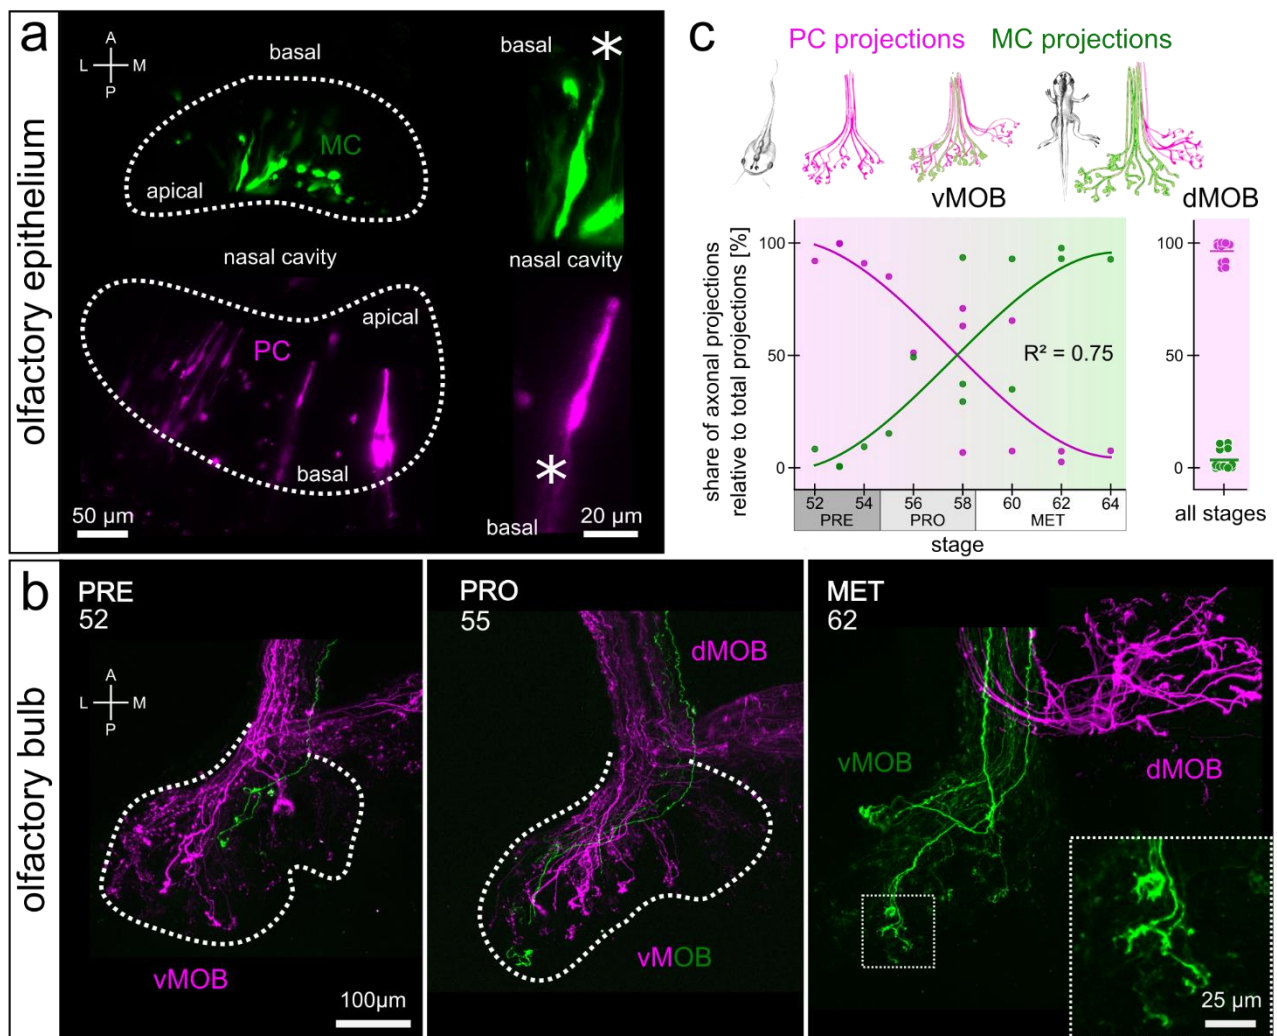 a
olfactory epithelium
A
L M
P
basal
MC
apical
nasal cavity
apical
PC
basal
50 µm
basal
*
nasal cavity
*
basal
20 µm
c
PC projections MC projections
vMOB
dMOB
share of axonal projections
relative to total projections [%]
100
50
0
R² = 0.75
52 54 56 58 60 62 64
PRE PRO MET
stage
100
50
0
all stages
b
olfactory bulb
PRE
52
A
L M
P
vMOB
100µm
PRO
55
dMOB
vMOB
MET
62
vMOB
dMOB
25 µm